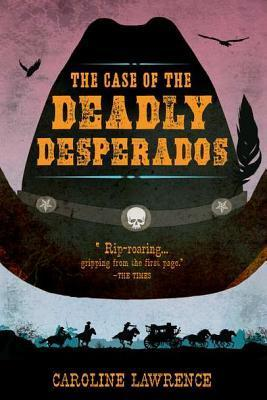 THE CASE OF THE
DEADLY
DESPERADOS
" Rip-roaring...
gripping from the first page."
–THE TIMES
CAROLINE LAWRENCE